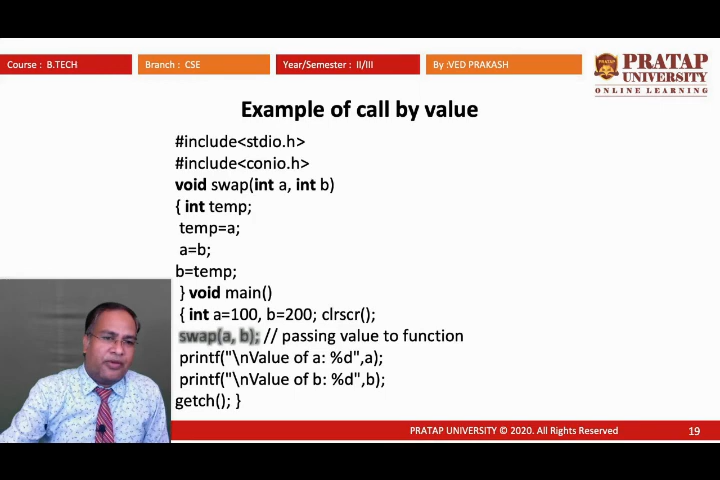 Course : B.TECH
Branch : CSE
Year/Semester : II/III
By :VED PRAKASH
PRATAP
UNIVERSITY
ONLINE LEARNING
Example of call by value
#include<stdio.h>
#include<conio.h>
void swap(int a, int b)
{ int temp;
temp=a;
a=b;
b=temp;
} void main()
{ int a=100, b=200; clrscr();
swap(a, b); // passing value to function
printf("\nValue of a: %d",a);
printf("\nValue of b: %d",b);
getch(); }
PRATAP UNIVERSITY © 2020. All Rights Reserved
19